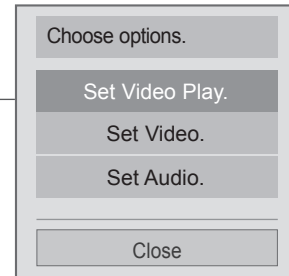 Choose options.
Set Video Play.
Set Video.
Set Audio.
Close